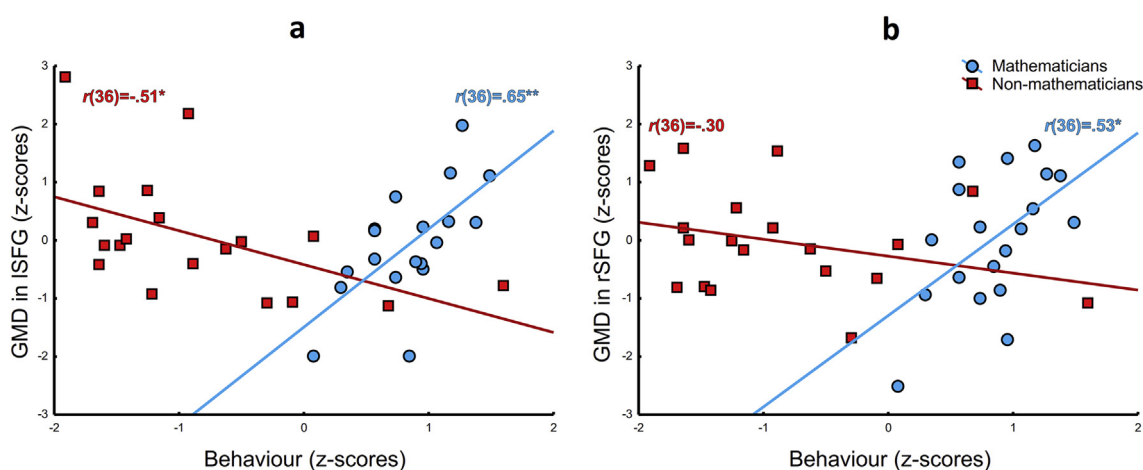 a
b
Mathematicians
Non-mathematicians
r(36)=-.51*
r(36)=.65**
r(36)=-.30
r(36)=.53*
GMD in lSFG (z-scores)
3
2
1
0
-1
-2
-3
-2
-1
0
1
2
Behaviour (z-scores)
GMD in rSFG (z-scores)
3
2
1
0
-1
-2
-3
-2
-1
0
1
2
Behaviour (z-scores)